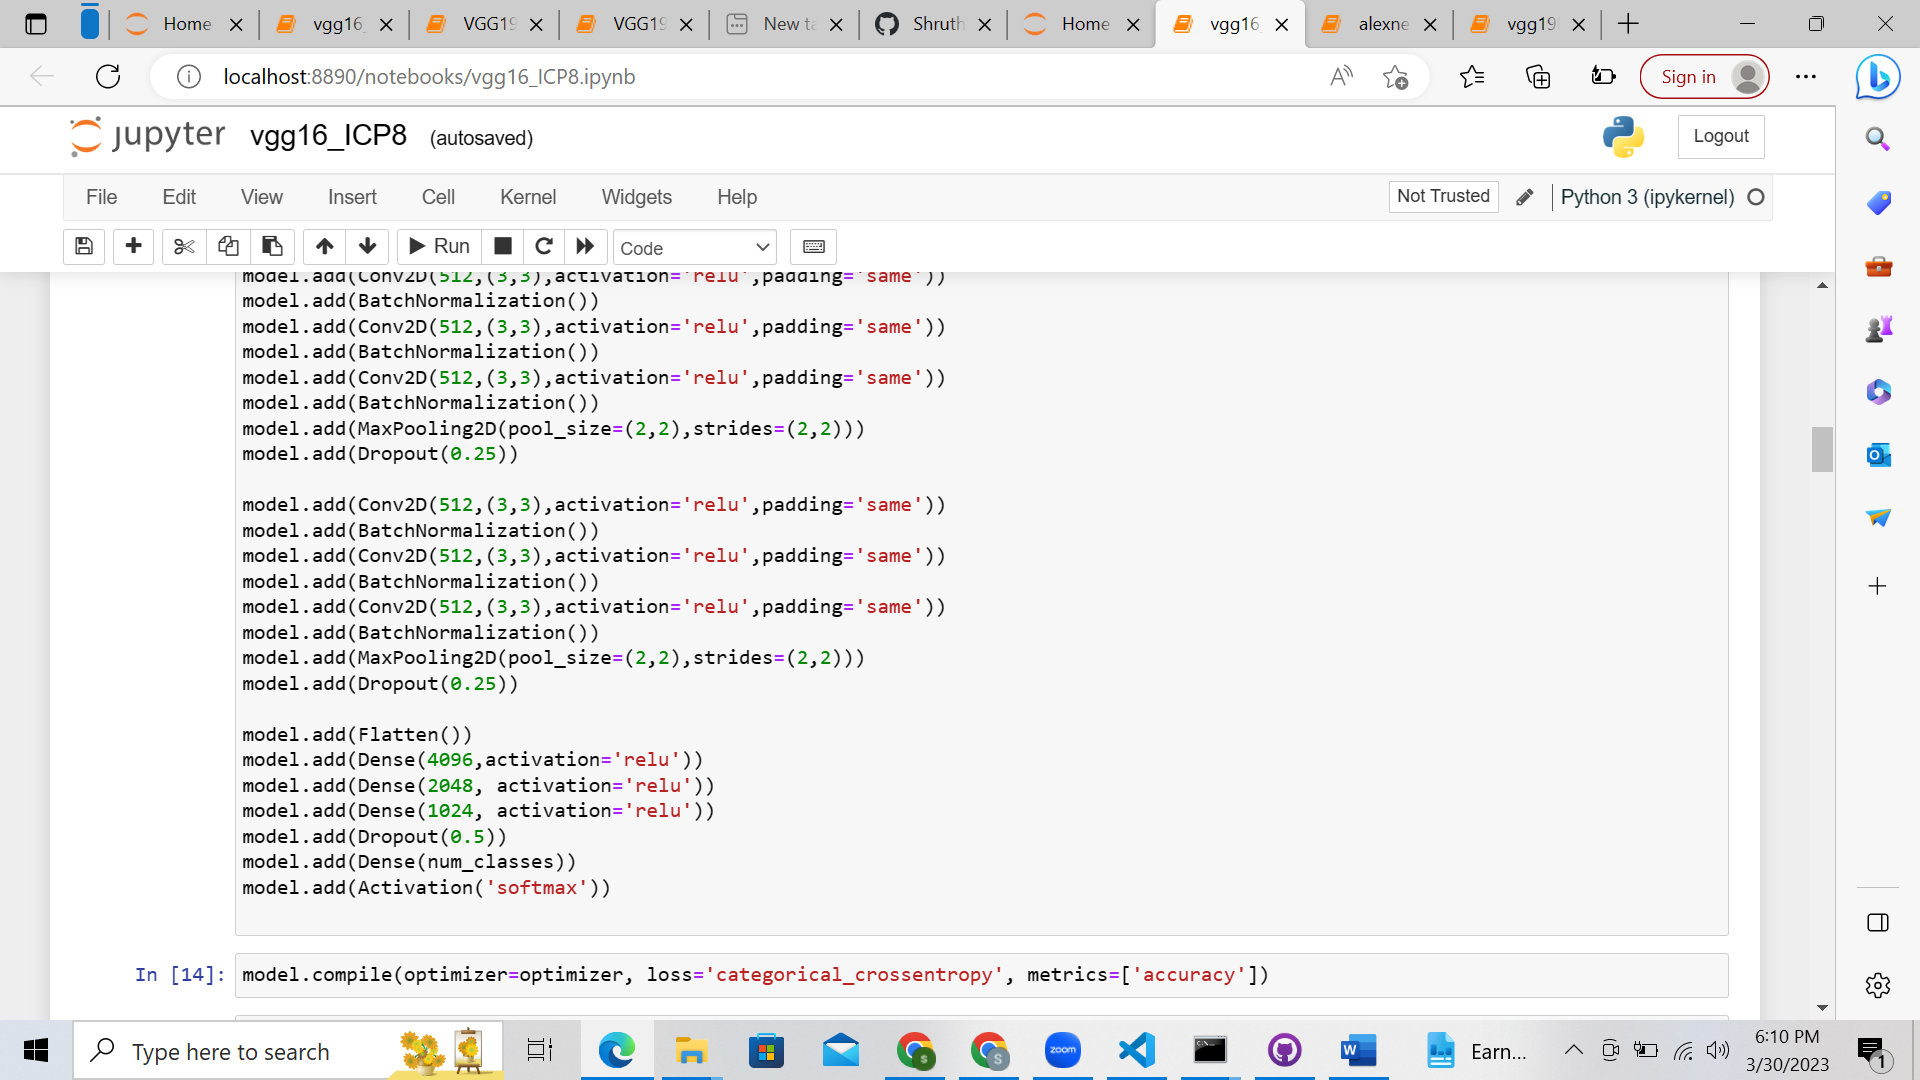 Home
vgg16_
VGG19
VGG19
New ta
Shruth
Home
vgg16_
alexne
vgg19
localhost:8890/notebooks/vgg16_ICP8.ipynb
Sign in
jupyter vgg16_ICP8 (autosaved)
Logout
File Edit View Insert Cell Kernel Widgets Help
Not Trusted
Python 3 (ipykernel)
Run
Code
model.add(Conv2D(512,(3,3),activation='relu',padding='same'))
model.add(BatchNormalization())
model.add(Conv2D(512,(3,3),activation='relu',padding='same'))
model.add(BatchNormalization())
model.add(Conv2D(512,(3,3),activation='relu',padding='same'))
model.add(BatchNormalization())
model.add(MaxPooling2D(pool_size=(2,2),strides=(2,2)))
model.add(Dropout(0.25))
model.add(Conv2D(512,(3,3),activation='relu',padding='same'))
model.add(BatchNormalization())
model.add(Conv2D(512,(3,3),activation='relu',padding='same'))
model.add(BatchNormalization())
model.add(Conv2D(512,(3,3),activation='relu',padding='same'))
model.add(BatchNormalization())
model.add(MaxPooling2D(pool_size=(2,2),strides=(2,2)))
model.add(Dropout(0.25))
model.add(Flatten())
model.add(Dense(4096,activation='relu'))
model.add(Dense(2048, activation='relu'))
model.add(Dense(1024, activation='relu'))
model.add(Dropout(0.5))
model.add(Dense(num_classes))
model.add(Activation('softmax'))
In [14]: model.compile(optimizer=optimizer, loss='categorical_crossentropy', metrics=['accuracy'])
Type here to search
zoom
Earn...
6:10 PM
3/30/2023
1